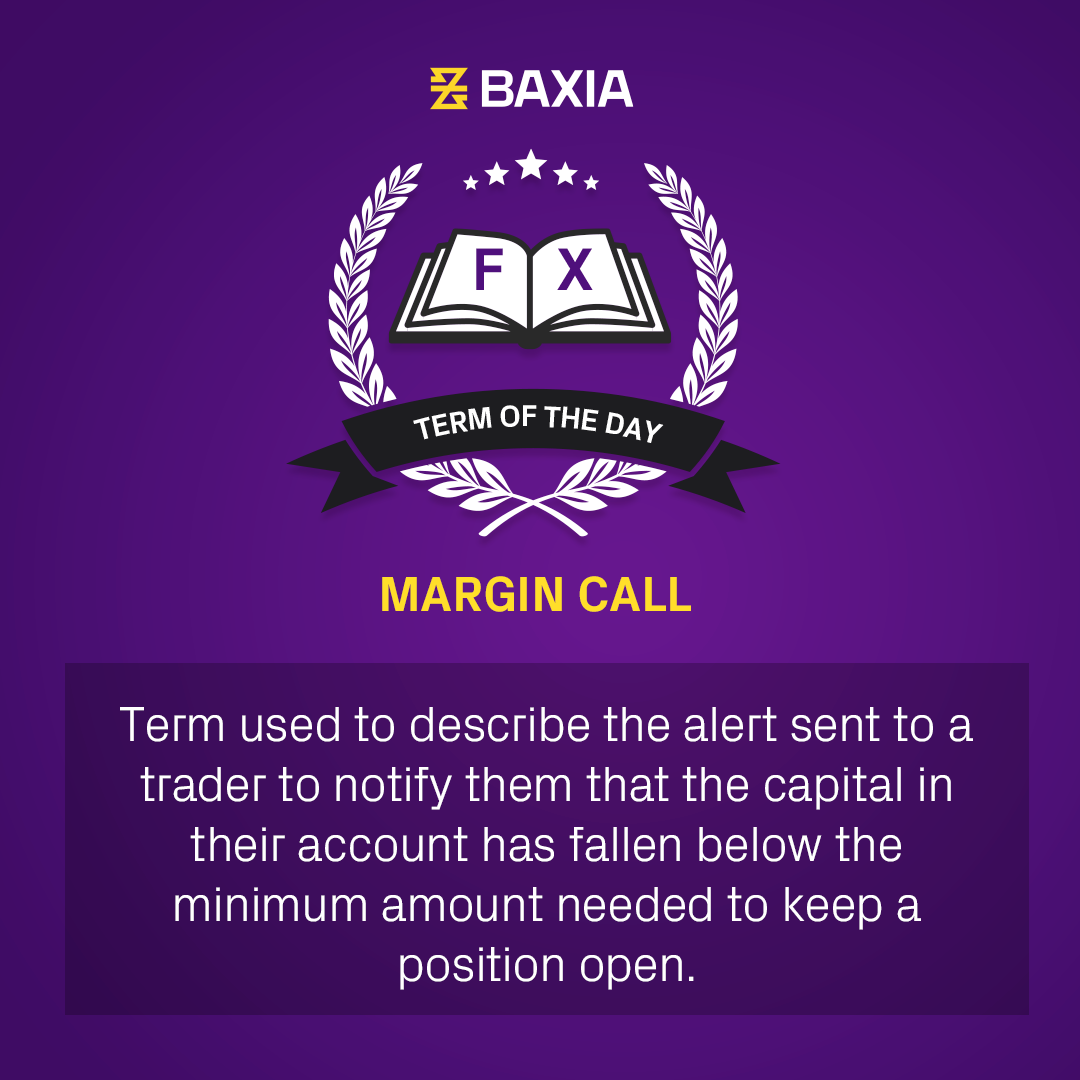 BAXIA
F X
TERM OF THE DAY
MARGIN CALL
Term used to describe the alert sent to a
trader to notify them that the capital in
their account has fallen below the
minimum amount needed to keep a
position open.